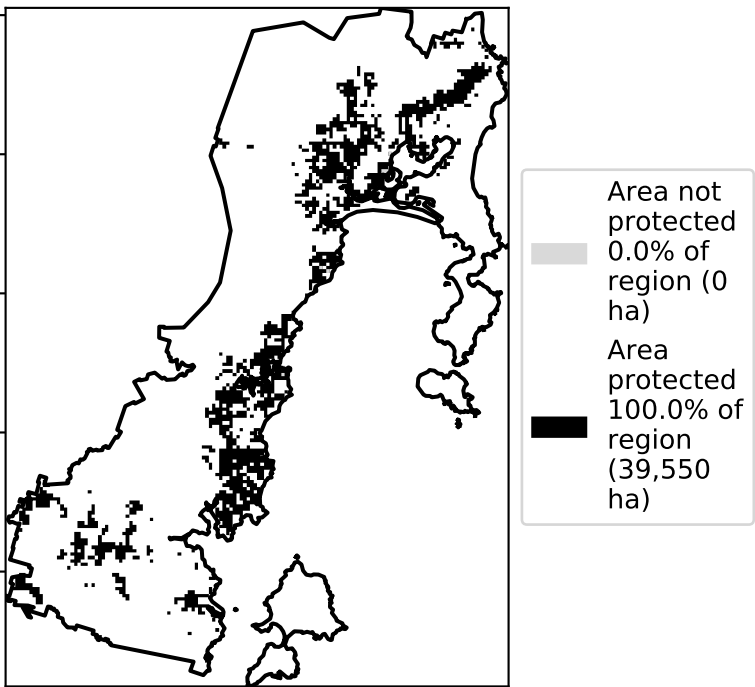 Area not
protected
0.0% of
region (0
ha)
Area
protected
100.0% of
region
(39,550
ha)